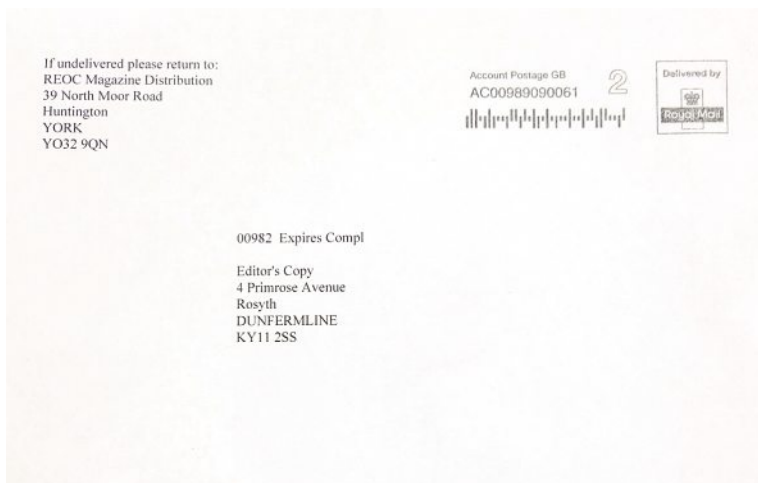 If undelivered please return to:
REOC Magazine Distribution
39 North Moor Road
Huntington
YORK
YO32 9QN
Account Postage GB
AC00989090061
2
Delivered by
Royal Mail
00982 Expires Compl
Editor's Copy
4 Primrose Avenue
Rosyth
DUNFERMLINE
KY11 2SS